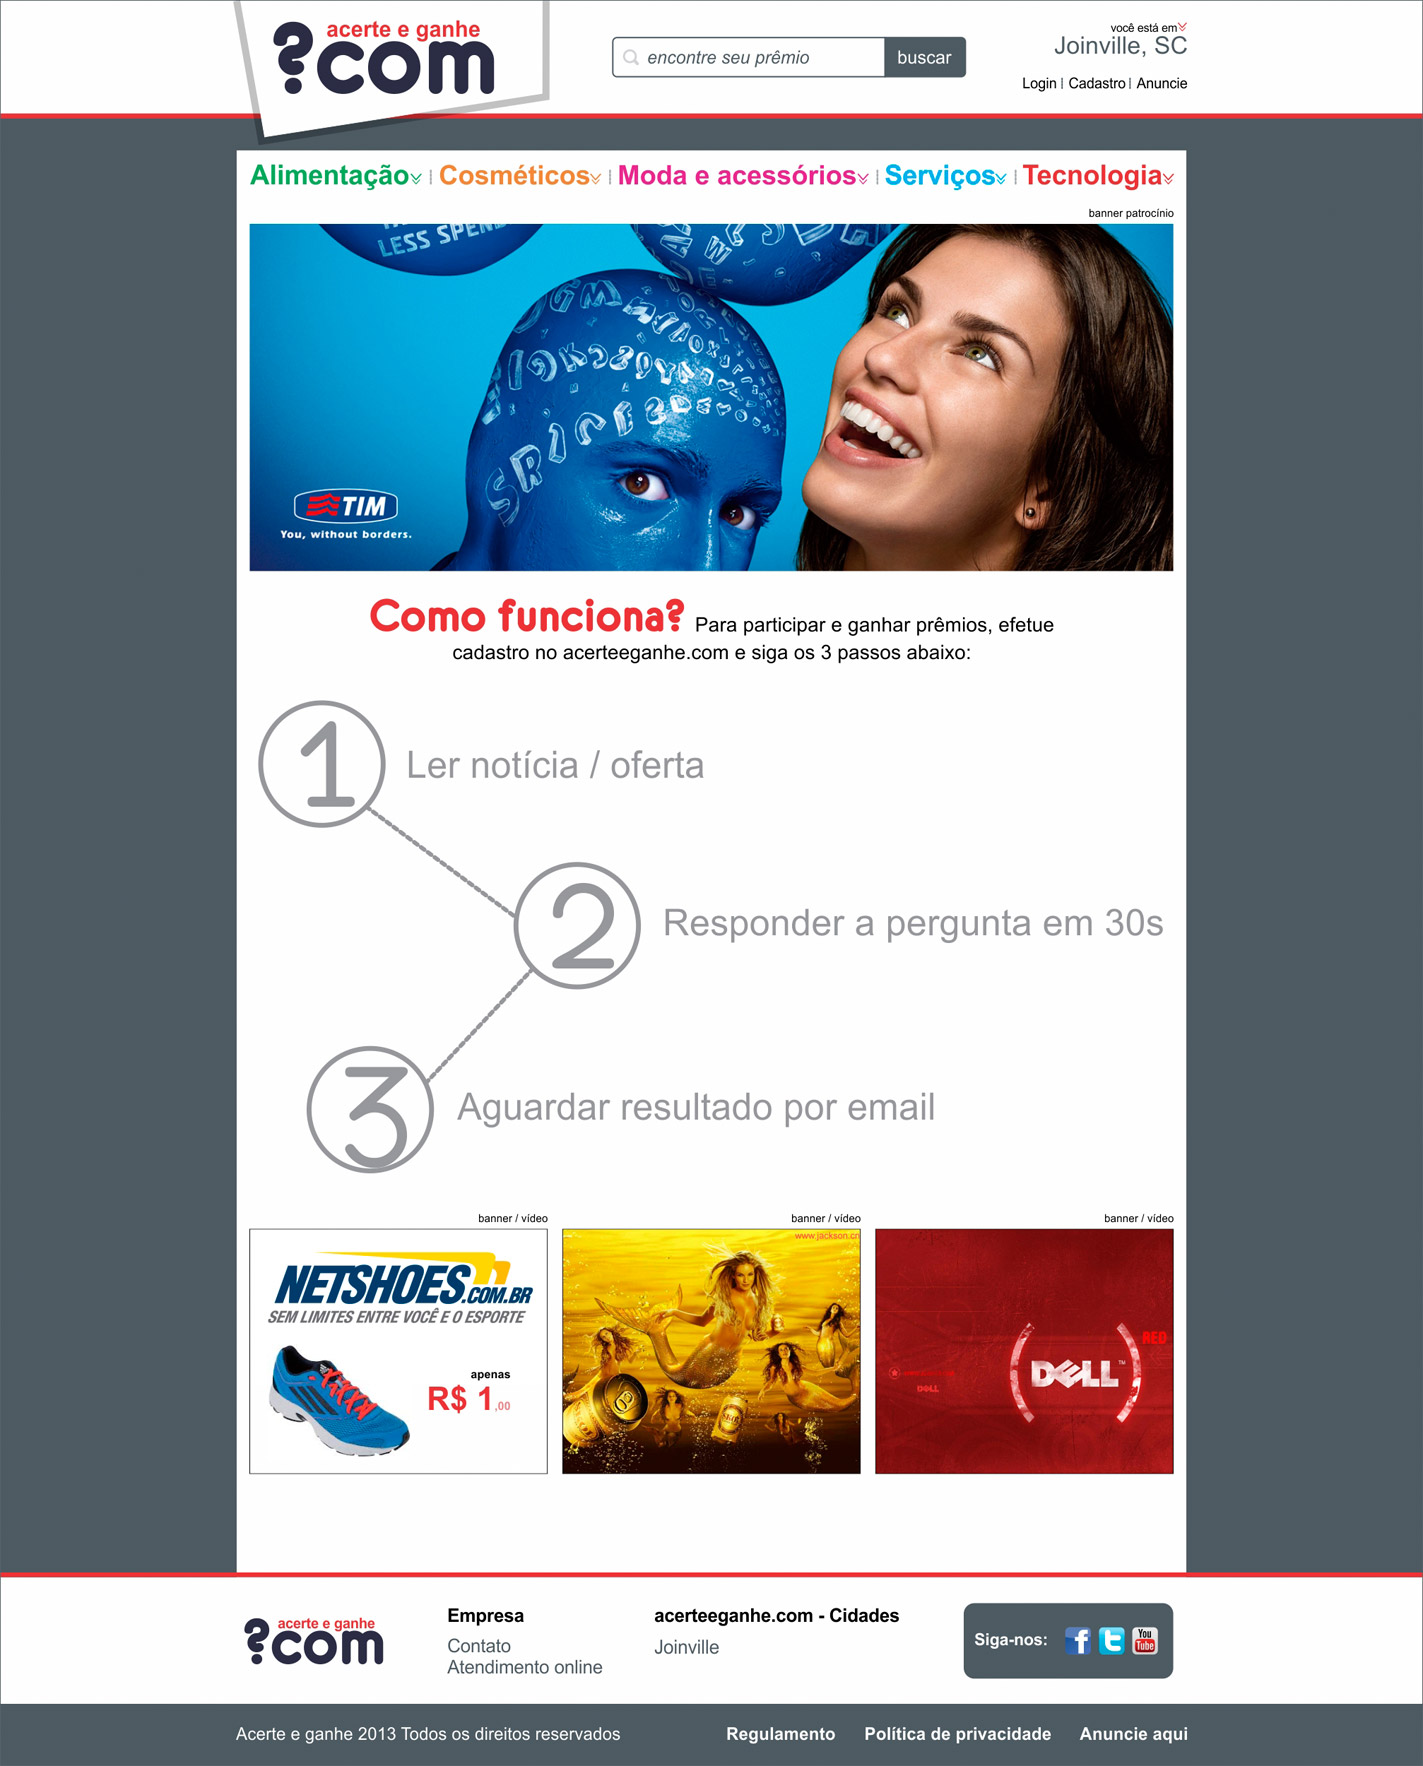 acerte e ganhe
?com
encontre seu prêmio
buscar
você está em
Joinville, SC
Login | Cadastro | Anuncie
Alimentação | Cosméticos | Moda e acessórios | Serviços | Tecnologia
banner patrocínio
LESS SPEND
TIM
You, without borders.
Como funciona? Para participar e ganhar prêmios, efetue
cadastro no acerteeganhe.com e siga os 3 passos abaixo:
1 Ler notícia / oferta
2 Responder a pergunta em 30s
3 Aguardar resultado por email
banner / vídeo
banner / vídeo
banner / vídeo
NETSHOES.COM.BR
SEM LIMITES ENTRE VOCÊ E O ESPORTE
apenas
R$ 1,00
www.jackson.cn
SKOL
RED
DELL™
DELL
acerte e ganhe
?com
Empresa
Contato
Atendimento online
acerteeganhe.com - Cidades
Joinville
Siga-nos:
f
t
You
Tube
Acerte e ganhe 2013 Todos os direitos reservados
Regulamento
Política de privacidade
Anuncie aqui